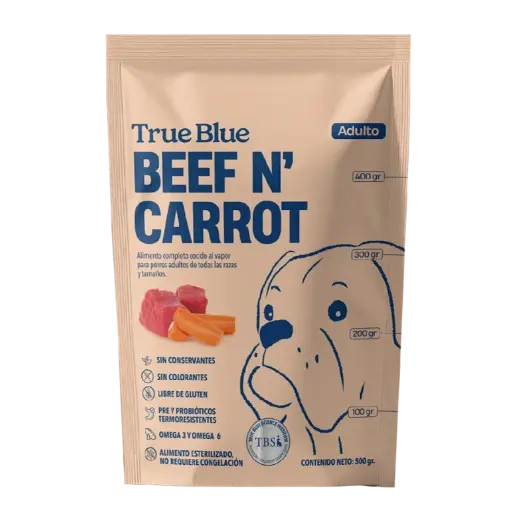 True Blue
Adulto
BEEF N'
CARROT
400 gr
Alimento completo cocido al vapor
para perros adultos de todas las razas
y tamaños.
300 gr
200 gr
SIN CONSERVANTES
SIN COLORANTES
LIBRE DE GLUTEN
PRE Y PROBIÓTICOS
TERMORESISTENTES
100 gr
OMEGA 3 Y OMEGA 6
TBS
ALIMENTO ESTERILIZADO,
NO REQUIERE CONGELACIÓN
CONTENIDO NETO: 500 gr.